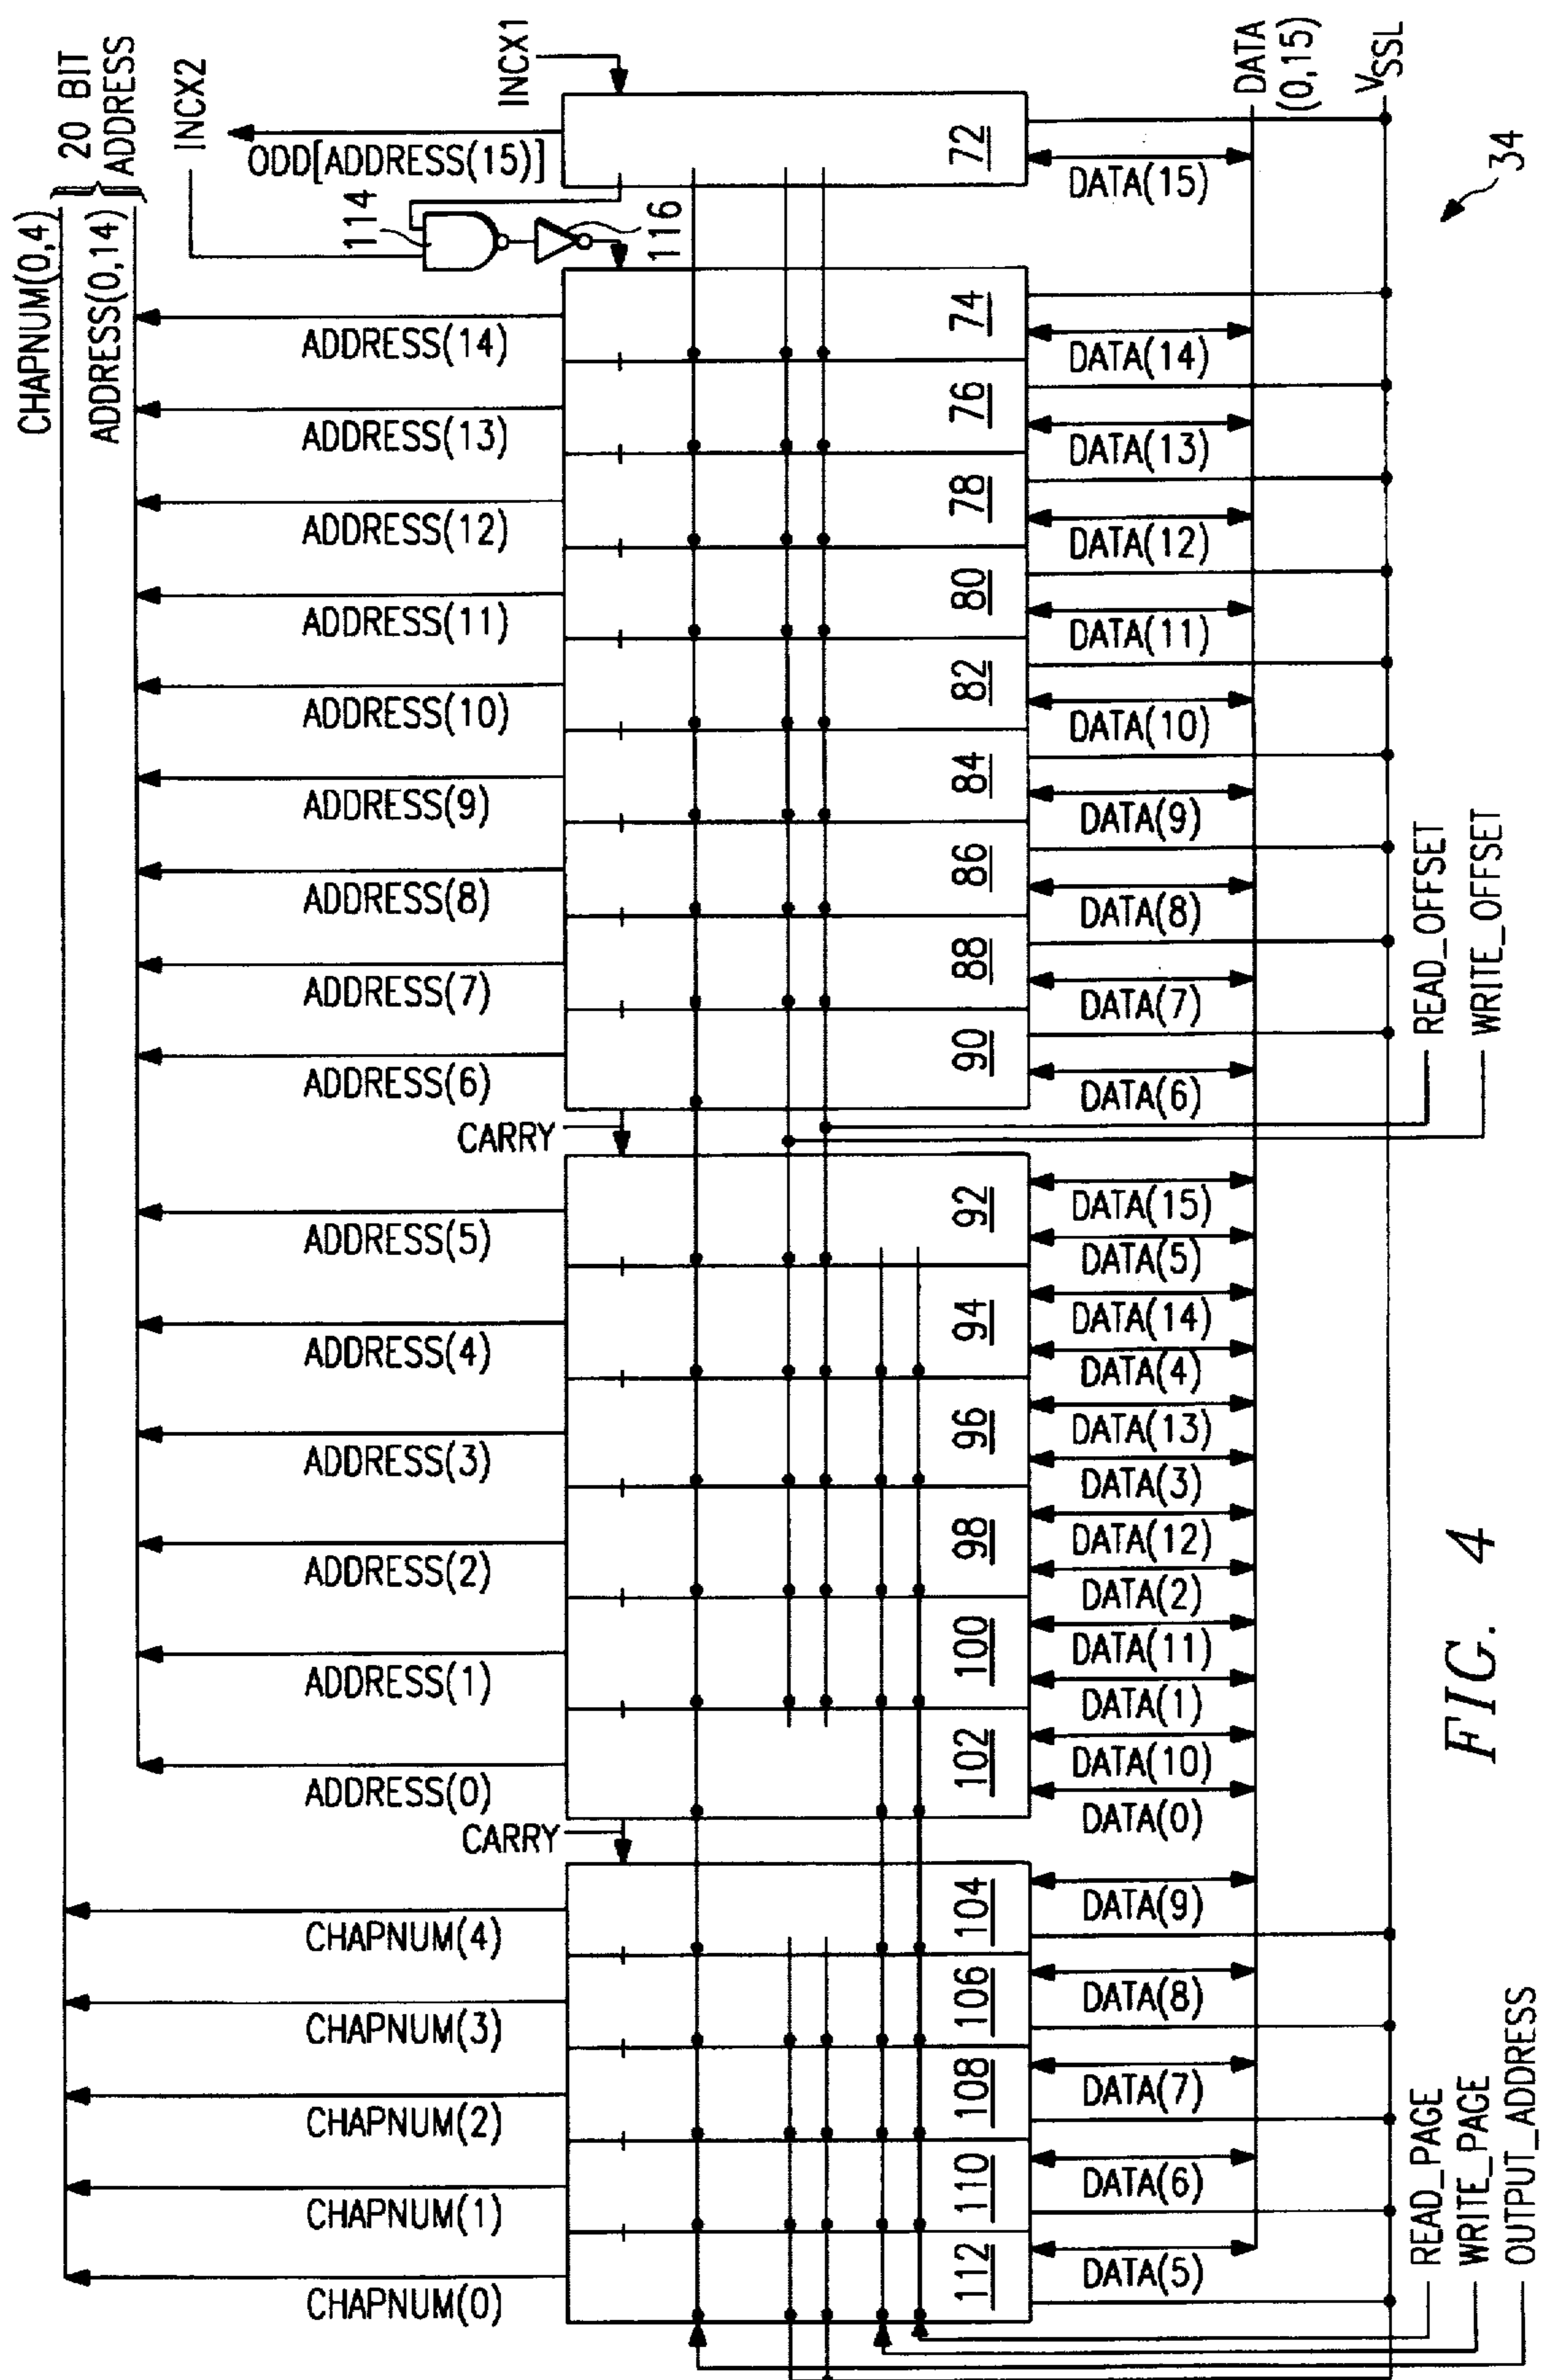 CHAPNUM(0,4)
ADDRESS(0,14)
20 BIT
ADDRESS
INCX2
INCX1
ODD[ADDRESS(15)]
114
116
CHAPNUM(0)
CHAPNUM(1)
CHAPNUM(2)
CHAPNUM(3)
CHAPNUM(4)
ADDRESS(0)
ADDRESS(1)
ADDRESS(2)
ADDRESS(3)
ADDRESS(4)
ADDRESS(5)
ADDRESS(6)
ADDRESS(7)
ADDRESS(8)
ADDRESS(9)
ADDRESS(10)
ADDRESS(11)
ADDRESS(12)
ADDRESS(13)
ADDRESS(14)
CARRY
CARRY
112
110
108
106
104
102
100
98
96
94
92
90
88
86
84
82
80
78
76
74
72
DATA(5)
DATA(6)
DATA(7)
DATA(8)
DATA(9)
DATA(0)
DATA(10)
DATA(1)
DATA(11)
DATA(2)
DATA(12)
DATA(3)
DATA(13)
DATA(4)
DATA(14)
DATA(5)
DATA(15)
DATA(6)
DATA(7)
DATA(8)
DATA(9)
DATA(10)
DATA(11)
DATA(12)
DATA(13)
DATA(14)
DATA(15)
DATA
(0,15)
VSSL
READ_PAGE
WRITE_PAGE
OUTPUT_ADDRESS
READ_OFFSET
WRITE_OFFSET
34
FIG. 4